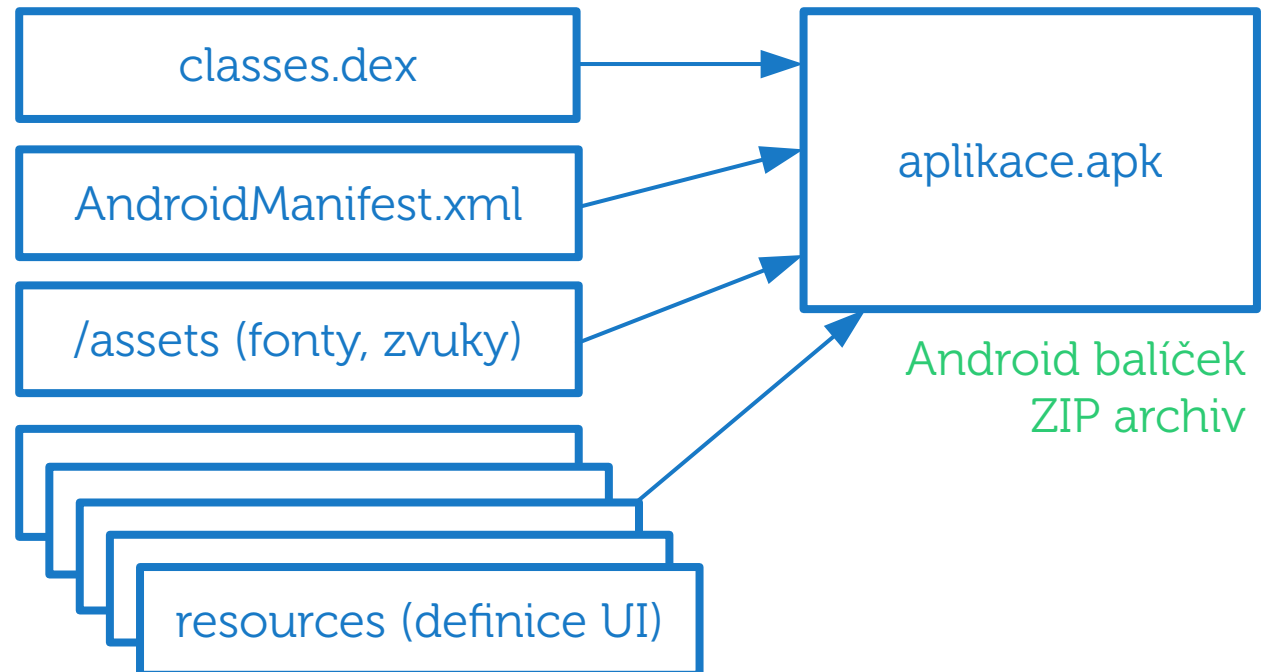 classes.dex
AndroidManifest.xml
/assets (fonty, zvuky)
resources (definice UI)
aplikace.apk
Android balíček
ZIP archiv